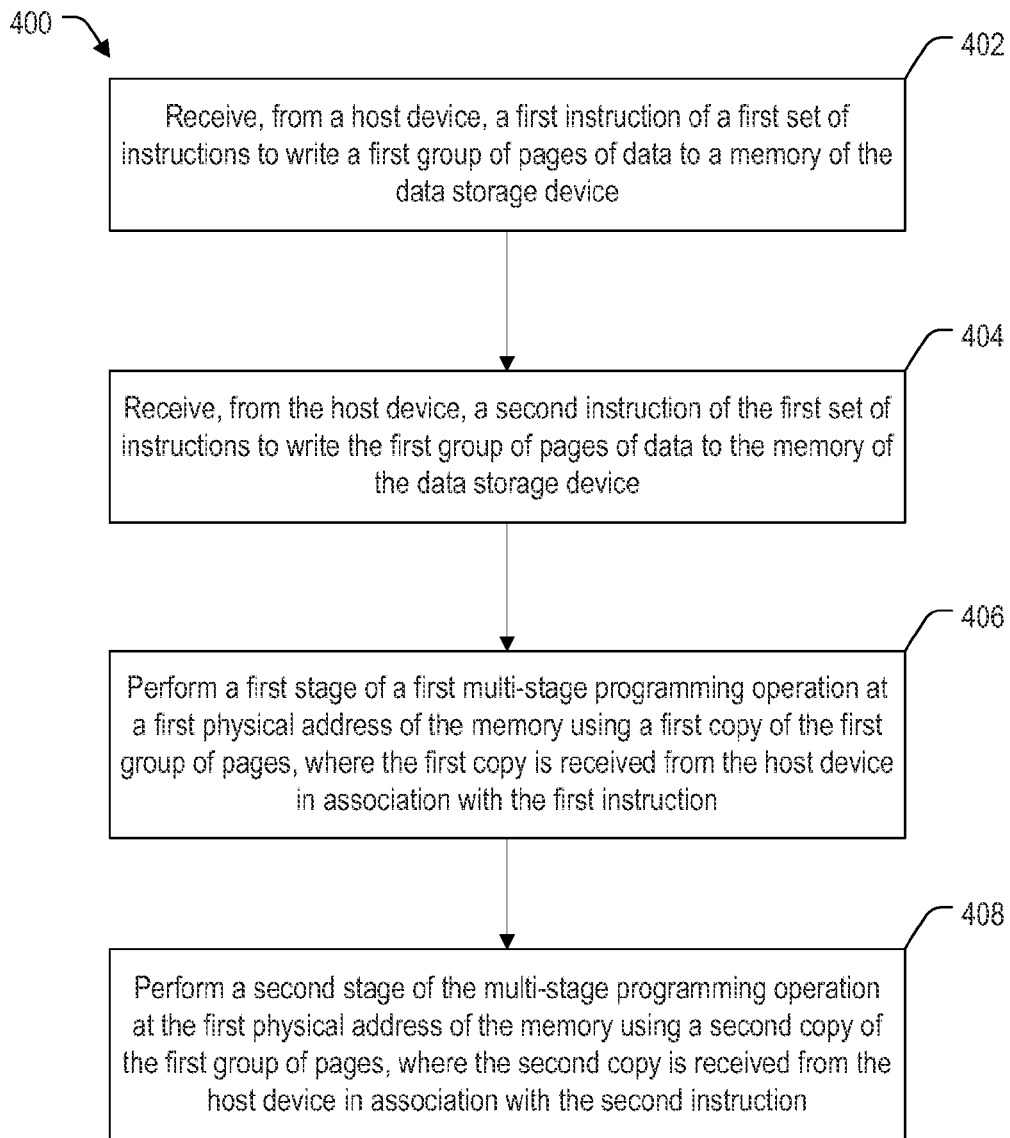 400
402
Receive, from a host device, a first instruction of a first set of
instructions to write a first group of pages of data to a memory of the
data storage device
404
Receive, from the host device, a second instruction of the first set of
instructions to write the first group of pages of data to the memory of
the data storage device
406
Perform a first stage of a first multi-stage programming operation at
a first physical address of the memory using a first copy of the first
group of pages, where the first copy is received from the host device
in association with the first instruction
408
Perform a second stage of the multi-stage programming operation
at the first physical address of the memory using a second copy of
the first group of pages, where the second copy is received from the
host device in association with the second instruction